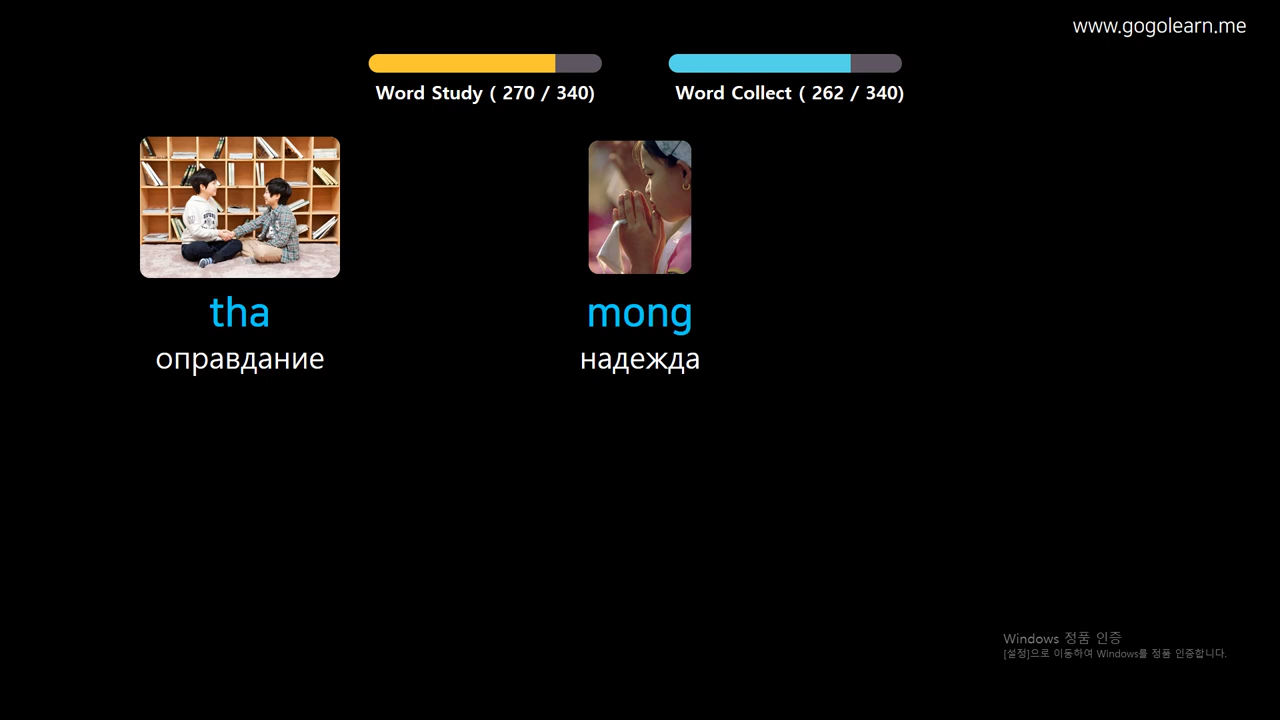 www.gogolearn.me
Word Study ( 270 / 340)
Word Collect ( 262 / 340)
tha
оправдание
mong
надежда
Windows 정품 인증
[설정]으로 이동하여 Windows를 정품 인증합니다.